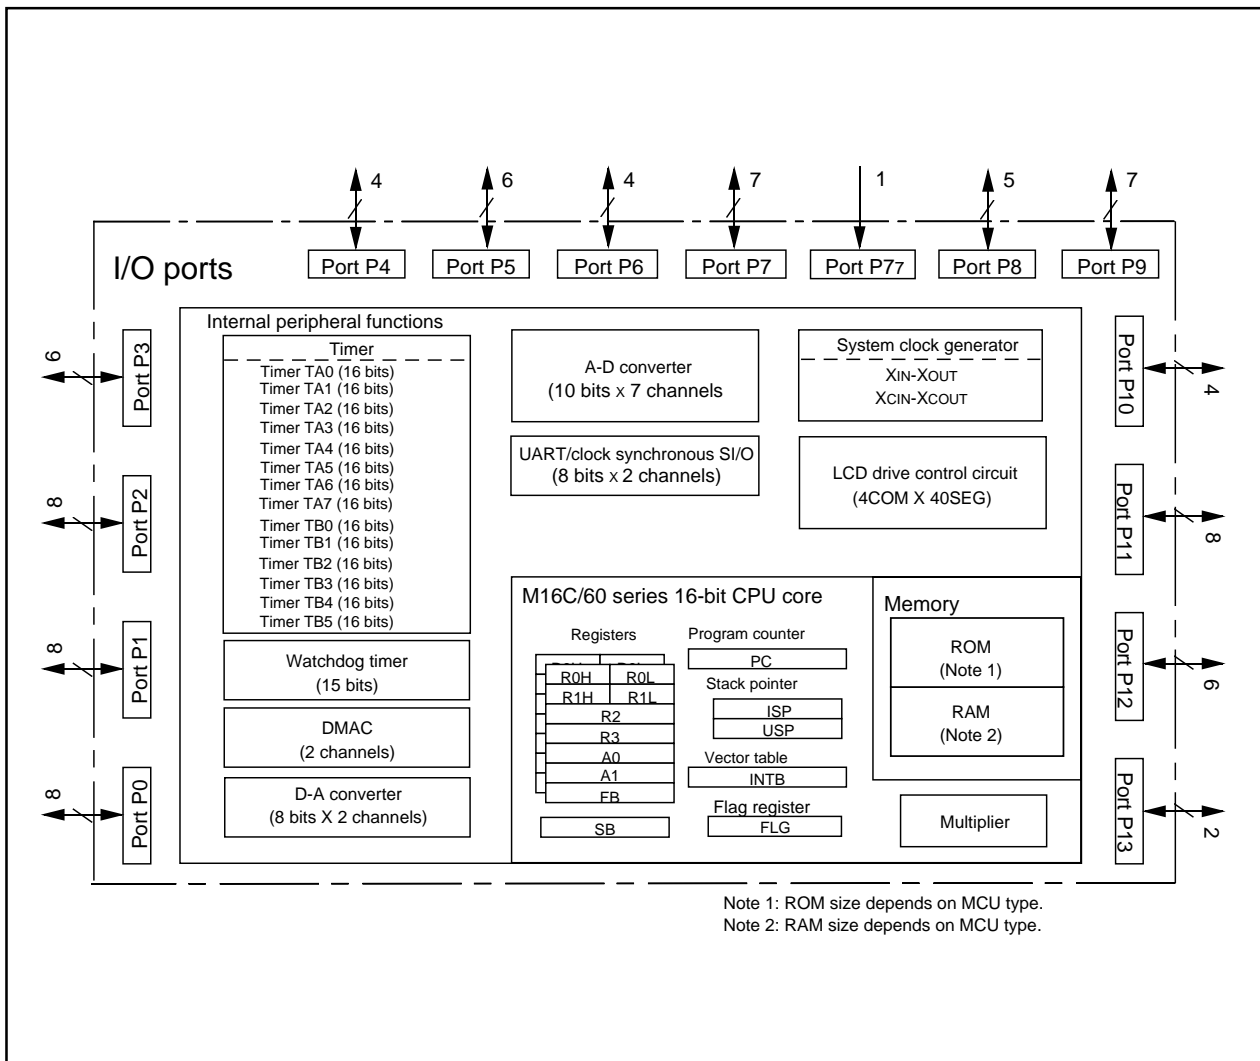 4
6
4
7
1
5
7
I/O ports
Port P4
Port P5
Port P6
Port P7
Port P77
Port P8
Port P9
6
Port P3
8
Port P2
8
Port P1
8
Port P0
Internal peripheral functions
Timer
Timer TA0 (16 bits)
Timer TA1 (16 bits)
Timer TA2 (16 bits)
Timer TA3 (16 bits)
Timer TA4 (16 bits)
Timer TA5 (16 bits)
Timer TA6 (16 bits)
Timer TA7 (16 bits)
Timer TB0 (16 bits)
Timer TB1 (16 bits)
Timer TB2 (16 bits)
Timer TB3 (16 bits)
Timer TB4 (16 bits)
Timer TB5 (16 bits)
Watchdog timer
(15 bits)
DMAC
(2 channels)
D-A converter
(8 bits X 2 channels)
A-D converter
(10 bits x 7 channels
UART/clock synchronous SI/O
(8 bits x 2 channels)
System clock generator
XIN-XOUT
XCIN-XCOUT
LCD drive control circuit
(4COM X 40SEG)
M16C/60 series 16-bit CPU core
Registers
R0H
R0L
R1H
R1L
R2
R3
A0
A1
FB
SB
Program counter
PC
Stack pointer
ISP
USP
Vector table
INTB
Flag register
FLG
Memory
ROM
(Note 1)
RAM
(Note 2)
Multiplier
Port P10
4
Port P11
8
Port P12
6
Port P13
2
Note 1: ROM size depends on MCU type.
Note 2: RAM size depends on MCU type.